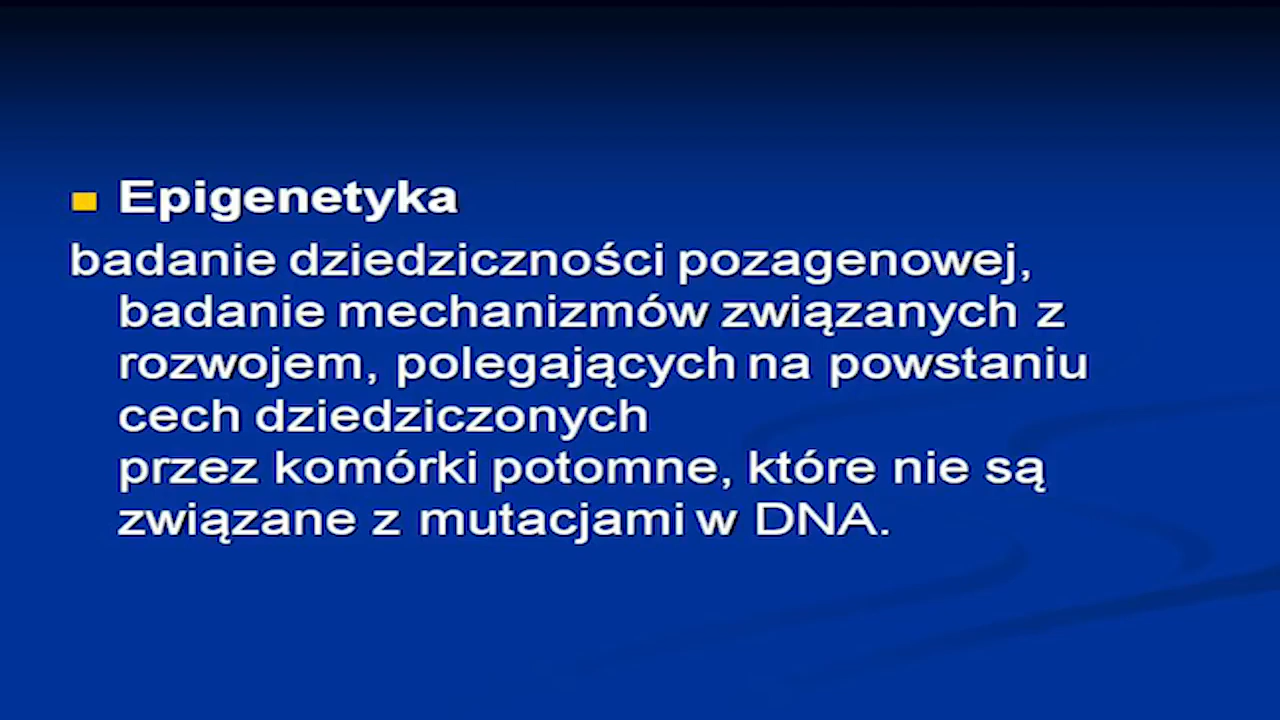 Epigenetyka
badanie dziedziczności pozagenowej,
badanie mechanizmów związanych z
rozwojem, polegających na powstaniu
cech dziedziczonych
przez komórki potomne, które nie są
związane z mutacjami w DNA.